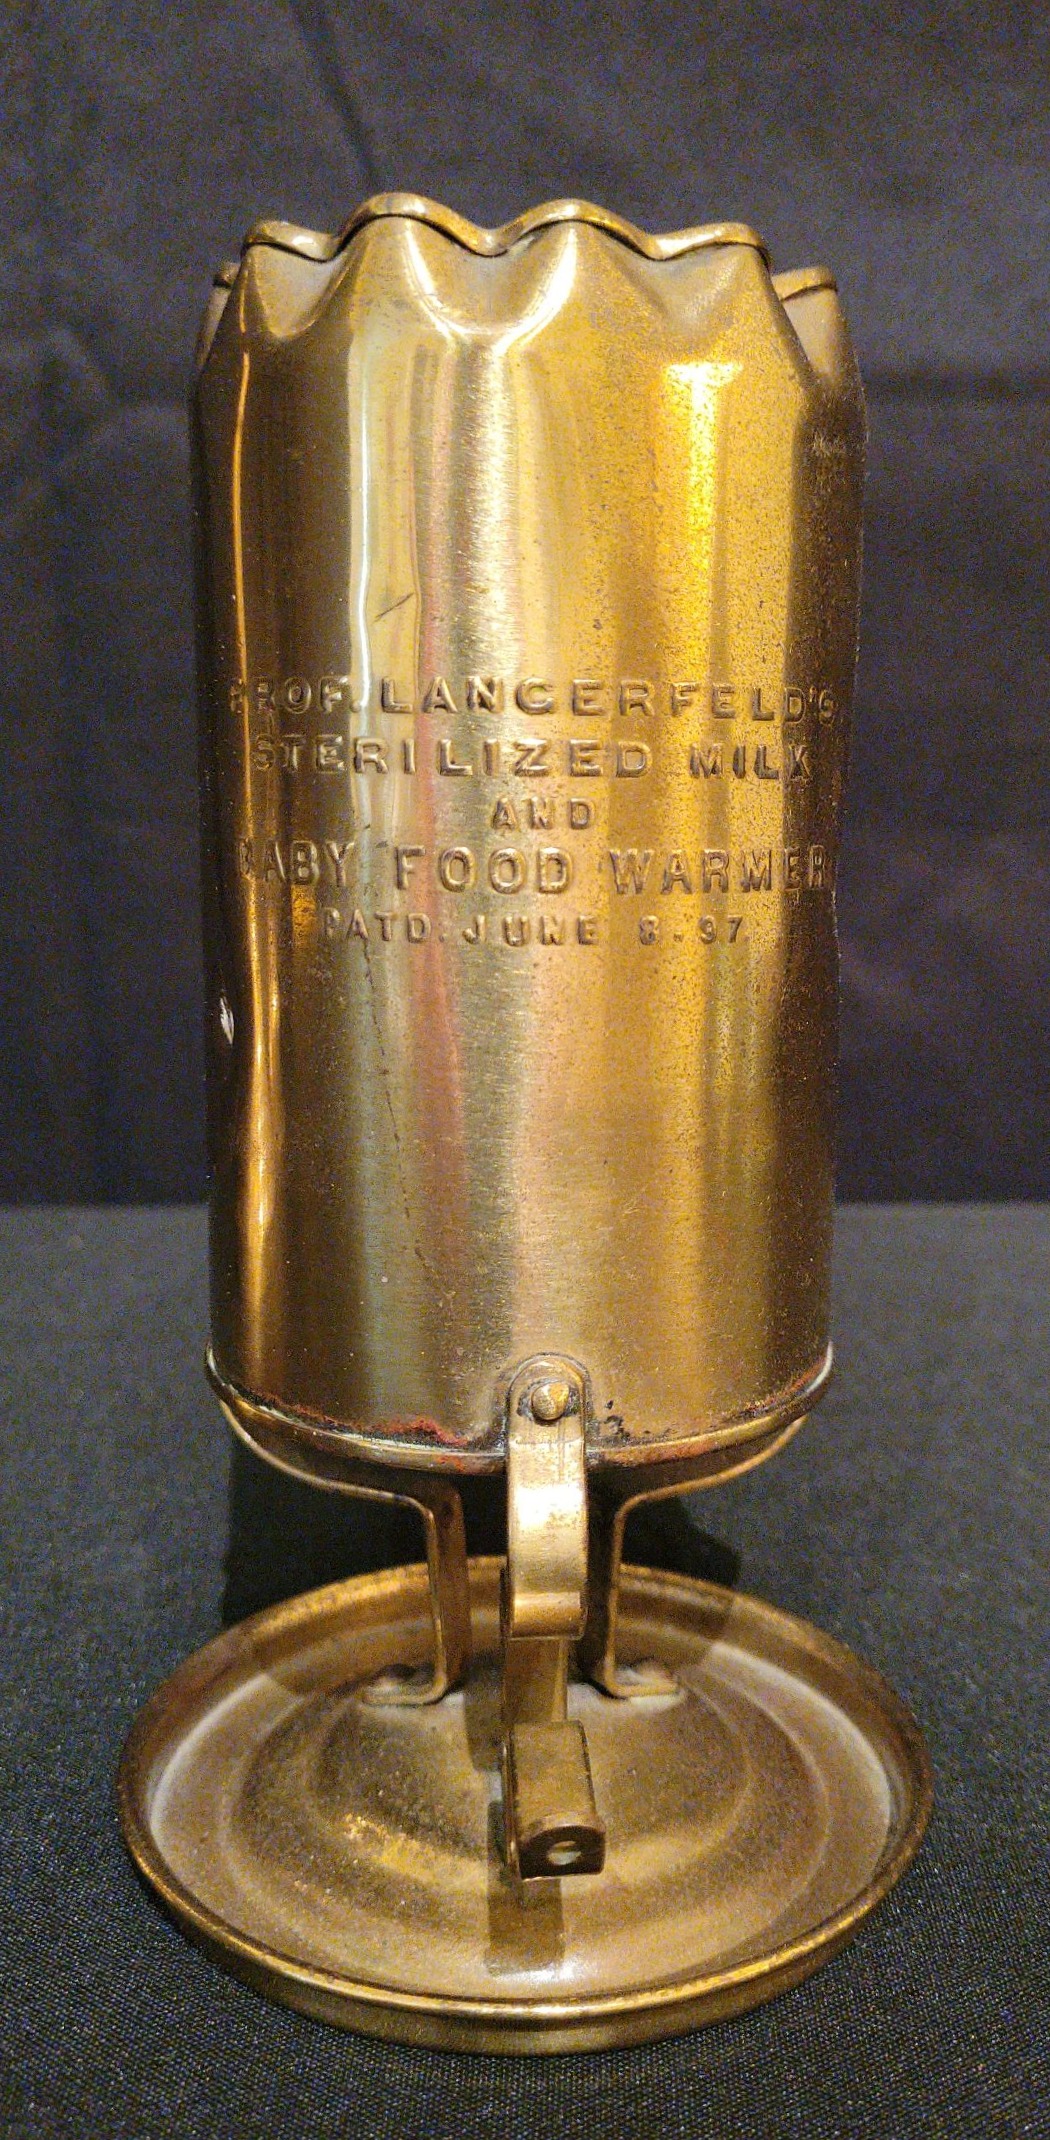 PROF. LANGERFELD'S
STERILIZED MILK
AND
BABY FOOD WARMER
PATD. JUNE 8. 97.